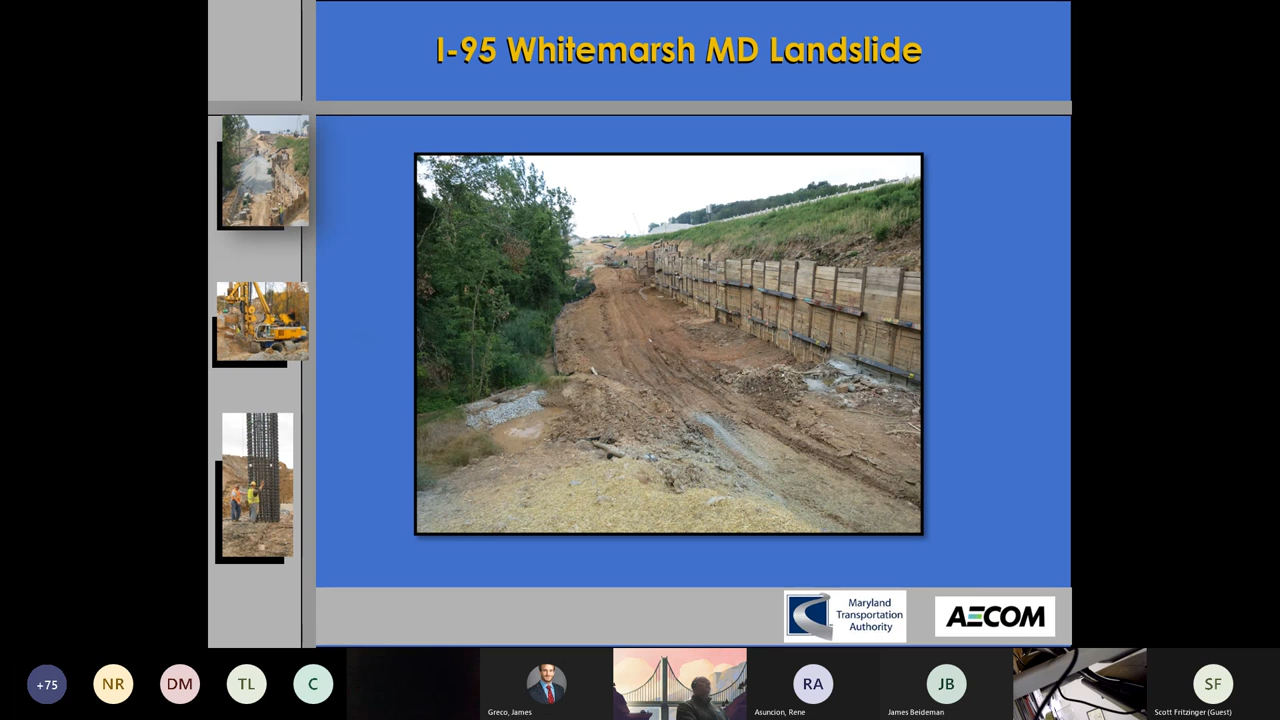 I-95 Whitemarsh MD Landslide
Maryland
Transportation
Authority
AECOM
+75
NR
DM
TL
C
Greco, James
RA
Asuncion, Rene
JB
James Beideman
SF
Scott Fritzinger (Guest)